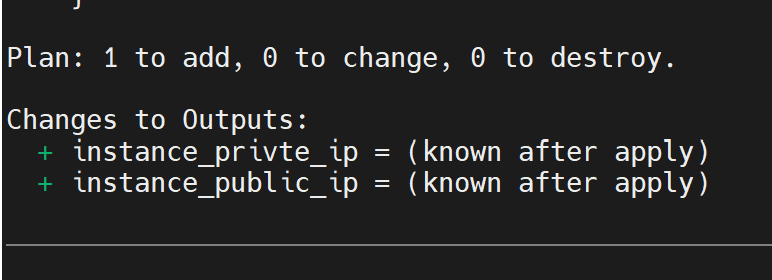 }
Plan: 1 to add, 0 to change, 0 to destroy.
Changes to Outputs:
+ instance_privte_ip = (known after apply)
+ instance_public_ip = (known after apply)